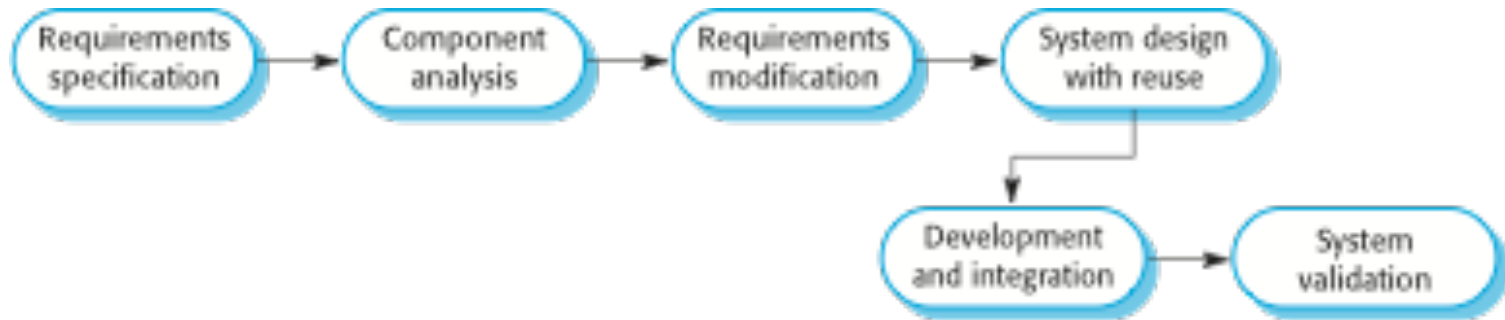 Requirements
specification
Component
analysis
Requirements
modification
System design
with reuse
Development
and integration
System
validation